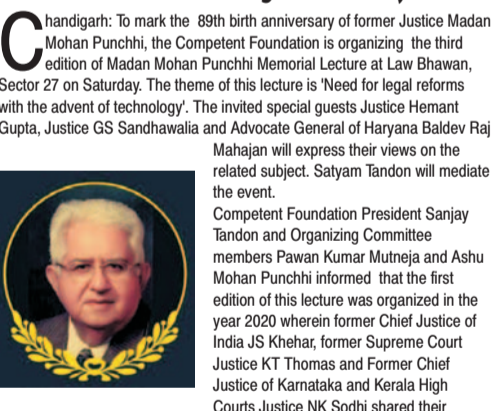 Chandigarh: To mark the 89th birth anniversary of former Justice Madan
Mohan Punchhi, the Competent Foundation is organizing the third
edition of Madan Mohan Punchhi Memorial Lecture at Law Bhawan,
Sector 27 on Saturday. The theme of this lecture is 'Need for legal reforms
with the advent of technology'. The invited special guests Justice Hemant
Gupta, Justice GS Sandhawalia and Advocate General of Haryana Baldev Raj
Mahajan will express their views on the
related subject. Satyam Tandon will mediate
the event.
Competent Foundation President Sanjay
Tandon and Organizing Committee
members Pawan Kumar Mutneja and Ashu
Mohan Punchhi informed that the first
edition of this lecture was organized in the
year 2020 wherein former Chief Justice of
India JS Khehar, former Supreme Court
Justice KT Thomas and Former Chief
Justice of Karnataka and Kerala High
Courts Justice NK Sodhi shared their